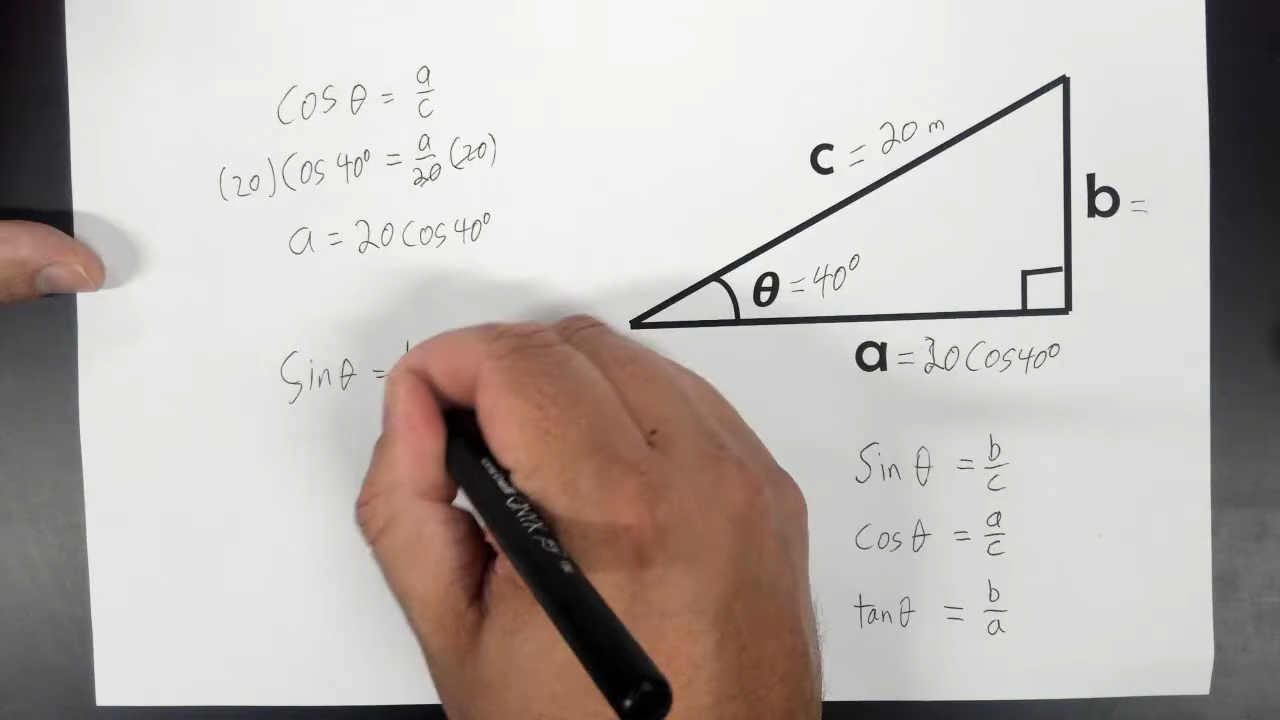 Cos θ = a/c
(20) Cos 40° = a/20 (20)
a = 20 Cos 40°
Sin θ =
c = 20 m
b =
θ = 40°
a = 20 Cos 40°
Sin θ = b/c
Cos θ = a/c
tan θ = b/a